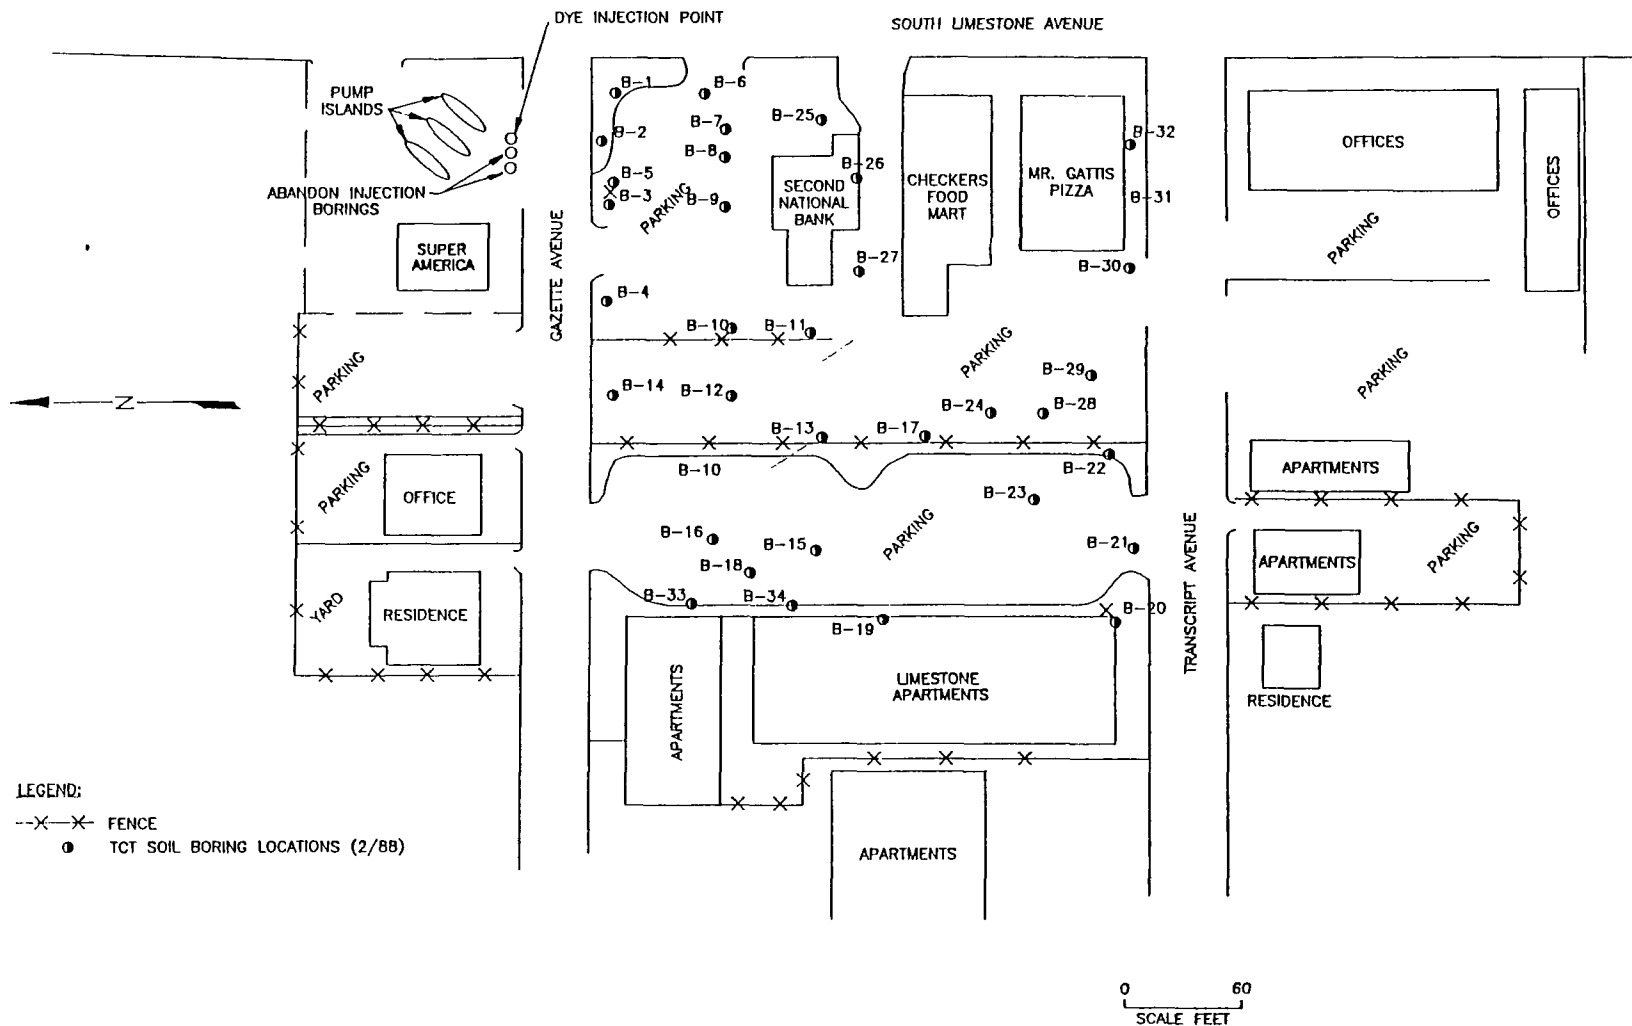 DYE INJECTION POINT
SOUTH LIMESTONE AVENUE
PUMP
ISLANDS
ABANDON INJECTION
BORINGS
SUPER
AMERICA
GAZETTE AVENUE
B-1
B-2
B-5
B-3
B-4
PARKING
B-6
B-7
B-8
B-9
B-25
B-26
B-27
SECOND
NATIONAL
BANK
CHECKERS
FOOD
MART
MR. GATTIS
PIZZA
B-32
B-31
B-30
OFFICES
OFFICES
PARKING
B-10
B-11
PARKING
PARKING
N
PARKING
B-14
B-12
B-29
B-24
B-28
B-13
B-17
B-10
B-22
APARTMENTS
PARKING
OFFICE
B-23
PARKING
B-16
B-15
B-18
B-21
TRANSCRIPT AVENUE
APARTMENTS
PARKING
YARD
RESIDENCE
B-33
B-34
B-19
B-20
APARTMENTS
LIMESTONE
APARTMENTS
RESIDENCE
APARTMENTS
LEGEND:
FENCE
TCT SOIL BORING LOCATIONS (2/88)
0 60
SCALE FEET